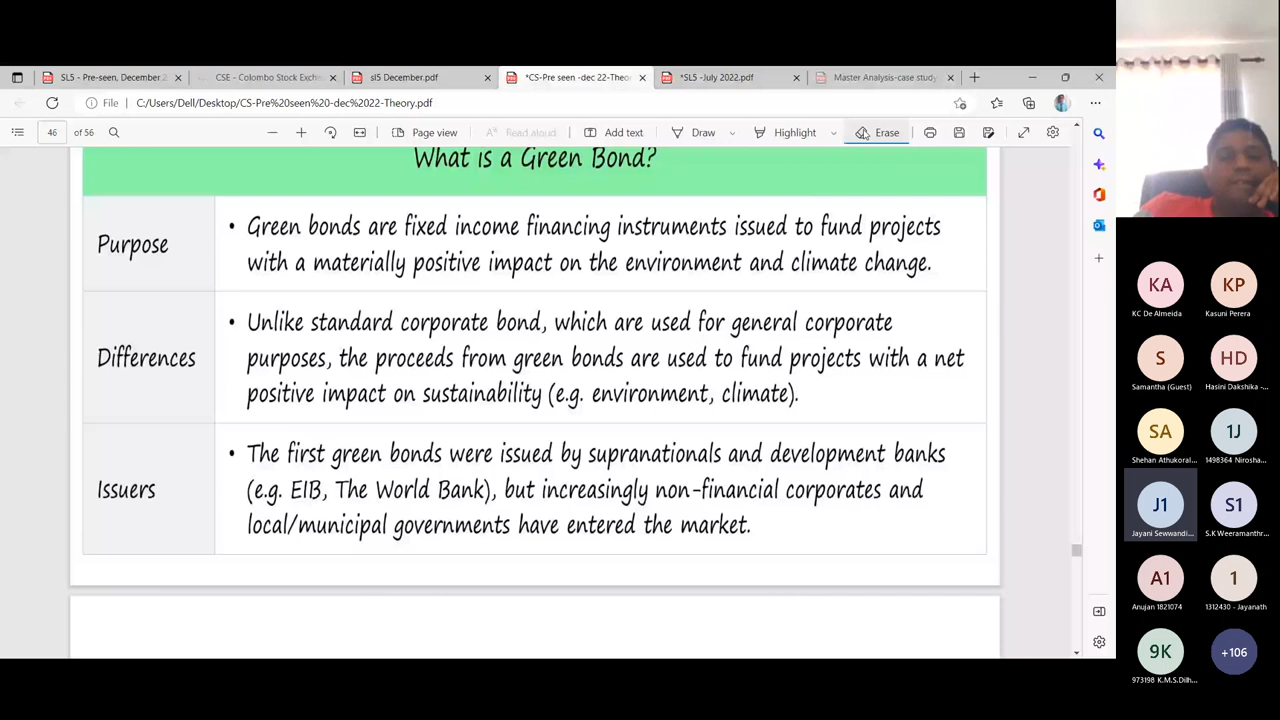 SL5 - Pre-seen, December.2
CSE - Colombo Stock Exch
sl5 December.pdf
*CS-Pre seen -dec 22-Theo
*SL5 -July 2022.pdf
Master Analysis-case study
File
C:/Users/Dell/Desktop/CS-Pre%20seen%20-dec%2022-Theory.pdf
46 of 56
Page view
Read aloud
Add text
Draw
Highlight
Erase
What is a Green Bond?
Purpose
• Green bonds are fixed income financing instruments issued to fund projects
with a materially positive impact on the environment and climate change.
Differences
• Unlike standard corporate bond, which are used for general corporate
purposes, the proceeds from green bonds are used to fund projects with a net
positive impact on sustainability (e.g. environment, climate).
Issuers
• The first green bonds were issued by supranationals and development banks
(e.g. EIB, The World Bank), but increasingly non-financial corporates and
local/municipal governments have entered the market.
KA
KC De Almeida
KP
Kasuni Perera
S
Samantha (Guest)
HD
Hasini Dakshika -...
SA
Shehan Athukoral...
1J
1498364 Nirosha...
J1
Jayani Sewwandi...
S1
S.K Weeramanthr...
A1
Anujan 1821074
1
1312430 - Jayanath
9K
973198 K.M.S.Dilh...
+106